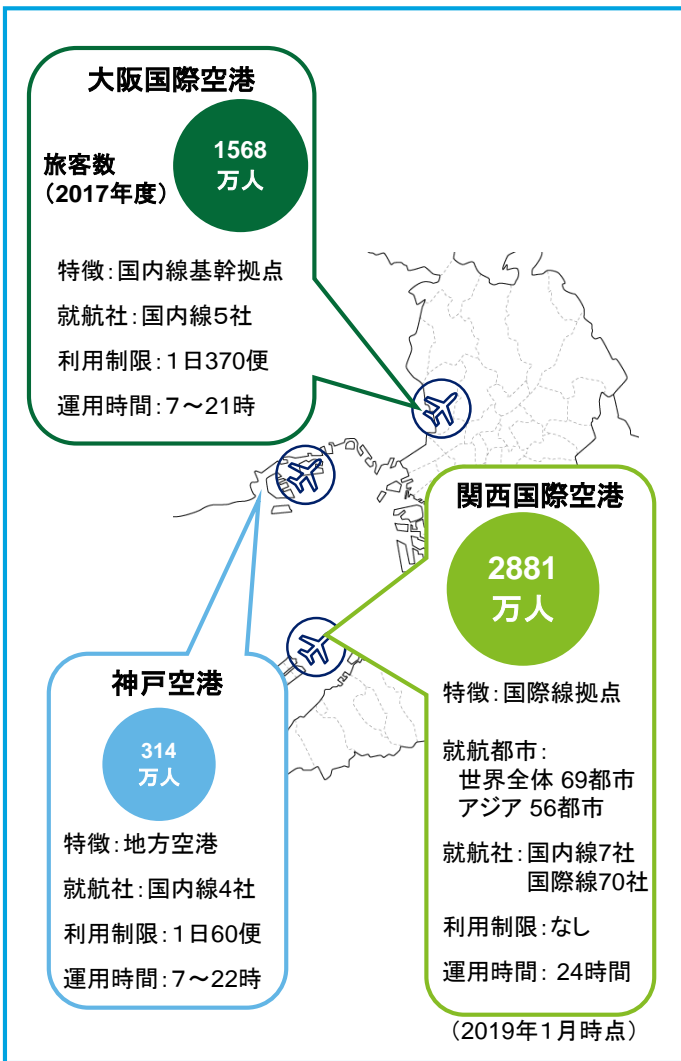 大阪国際空港
旅客数
（2017年度）
1568
万人
特徴：国内線基幹拠点
就航社：国内線5社
利用制限：１日370便
運用時間：７～21時
関西国際空港
2881
万人
特徴：国際線拠点
就航都市：
世界全体 69都市
アジア 56都市
就航社：国内線7社
国際線70社
利用制限：なし
運用時間： 24時間
神戸空港
314
万人
特徴：地方空港
就航社：国内線4社
利用制限：１日60便
運用時間：７～22時
（2019年１月時点）